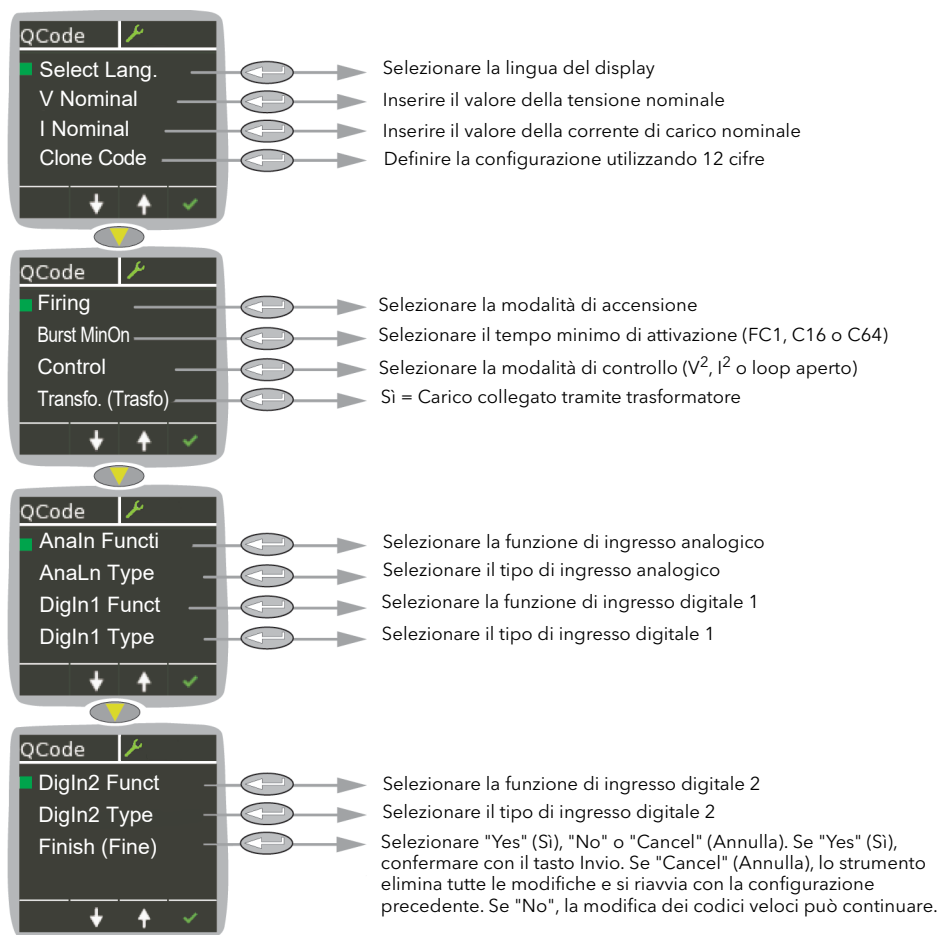 QCode
Select Lang.
Selezionare la lingua del display
V Nominal
Inserire il valore della tensione nominale
I Nominal
Inserire il valore della corrente di carico nominale
Clone Code
Definire la configurazione utilizzando 12 cifre
QCode
Firing
Selezionare la modalità di accensione
Burst MinOn
Selezionare il tempo minimo di attivazione (FC1, C16 o C64)
Control
Selezionare la modalità di controllo (V², I² o loop aperto)
Transfo. (Trasfo)
Sì = Carico collegato tramite trasformatore
QCode
AnaIn Functi
Selezionare la funzione di ingresso analogico
AnaLn Type
Selezionare il tipo di ingresso analogico
DigIn1 Funct
Selezionare la funzione di ingresso digitale 1
DigIn1 Type
Selezionare il tipo di ingresso digitale 1
QCode
DigIn2 Funct
Selezionare la funzione di ingresso digitale 2
DigIn2 Type
Selezionare il tipo di ingresso digitale 2
Finish (Fine)
Selezionare "Yes" (Sì), "No" o "Cancel" (Annulla). Se "Yes" (Sì),
confermare con il tasto Invio. Se "Cancel" (Annulla), lo strumento
elimina tutte le modifiche e si riavvia con la configurazione
precedente. Se "No", la modifica dei codici veloci può continuare.